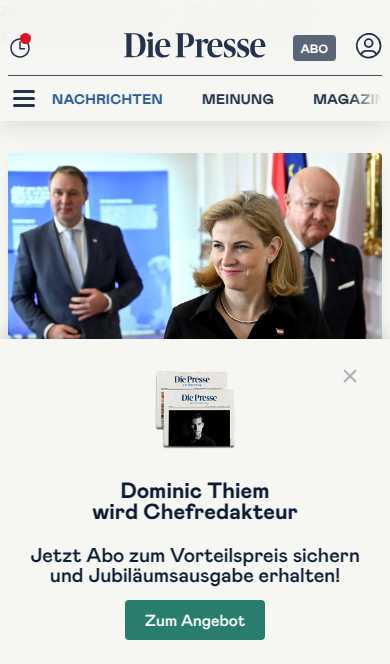 Die Presse
ABO
NACHRICHTEN MEINUNG MAGAZIN
Die Presse
Die Presse
Dominic Thiem
wird Chefredakteur
Jetzt Abo zum Vorteilspreis sichern
und Jubiläumsausgabe erhalten!
Zum Angebot